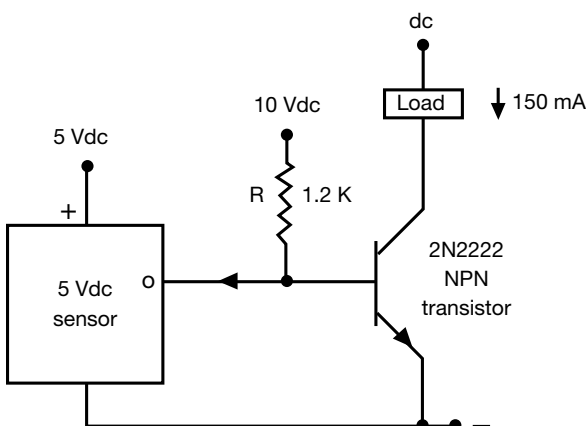 dc
Load
150 mA
10 Vdc
5 Vdc
R
1.2 K
+
5 Vdc
sensor
o
2N2222
NPN
transistor
–